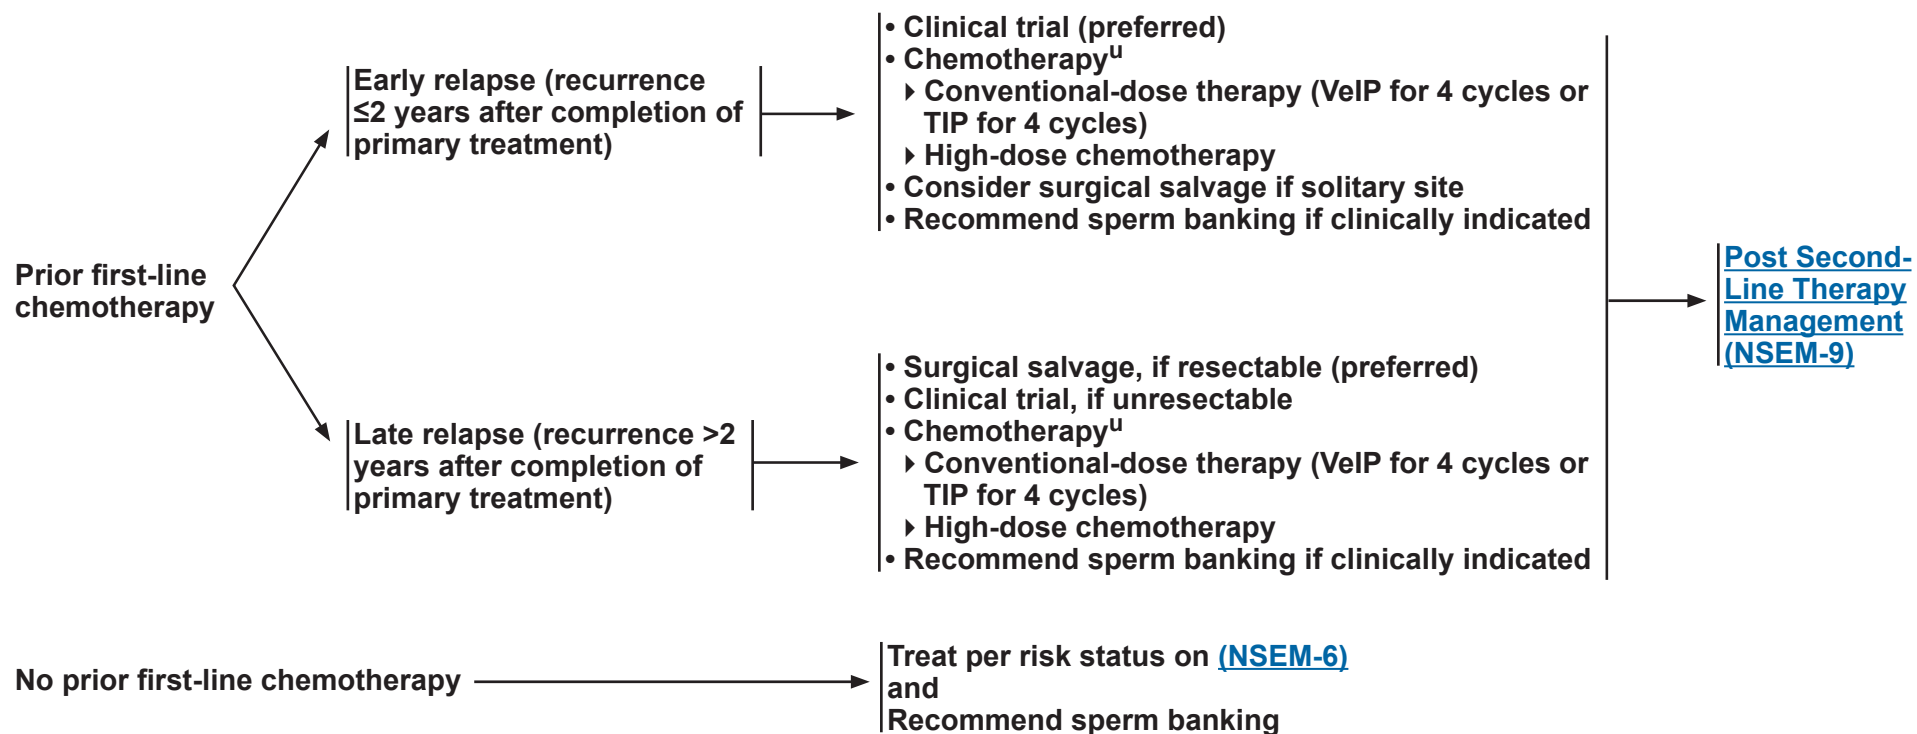 Prior first-line
chemotherapy
Early relapse (recurrence
≤2 years after completion of
primary treatment)
• Clinical trial (preferred)
• Chemotherapyᵘ
▸ Conventional-dose therapy (VeIP for 4 cycles or
TIP for 4 cycles)
▸ High-dose chemotherapy
• Consider surgical salvage if solitary site
• Recommend sperm banking if clinically indicated
Late relapse (recurrence >2
years after completion of
primary treatment)
• Surgical salvage, if resectable (preferred)
• Clinical trial, if unresectable
• Chemotherapyᵘ
▸ Conventional-dose therapy (VeIP for 4 cycles or
TIP for 4 cycles)
▸ High-dose chemotherapy
• Recommend sperm banking if clinically indicated
Post Second-
Line Therapy
Management
(NSEM-9)
No prior first-line chemotherapy
Treat per risk status on (NSEM-6)
and
Recommend sperm banking